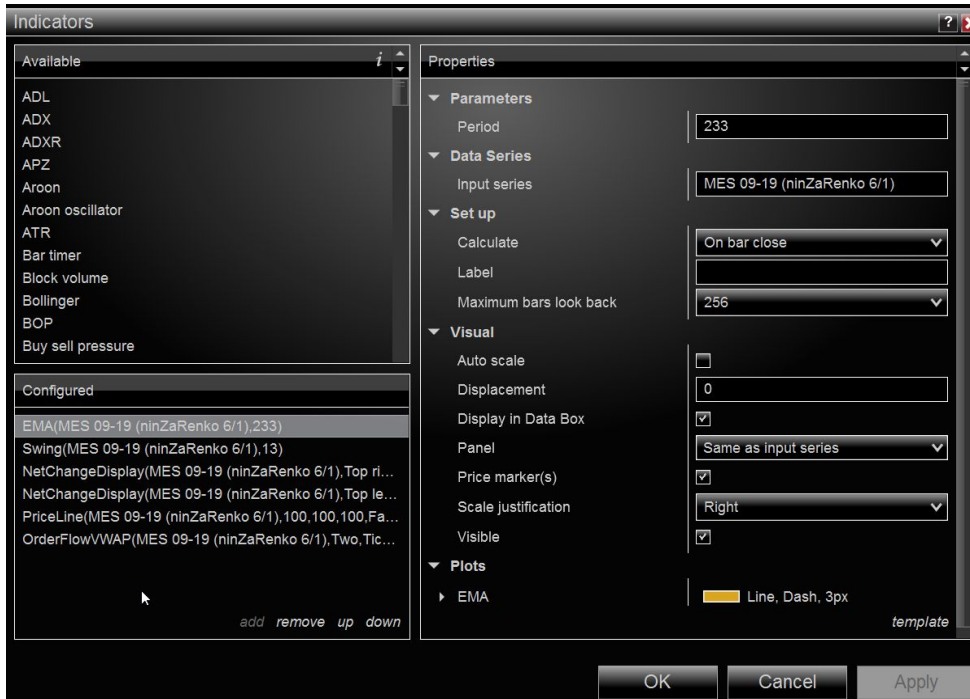 Indicators ?
Available i
ADL
ADX
ADXR
APZ
Aroon
Aroon oscillator
ATR
Bar timer
Block volume
Bollinger
BOP
Buy sell pressure
Configured
EMA(MES 09-19 (ninZaRenko 6/1),233)
Swing(MES 09-19 (ninZaRenko 6/1),13)
NetChangeDisplay(MES 09-19 (ninZaRenko 6/1),Top ri...
NetChangeDisplay(MES 09-19 (ninZaRenko 6/1),Top le...
PriceLine(MES 09-19 (ninZaRenko 6/1),100,100,100,Fa...
OrderFlowVWAP(MES 09-19 (ninZaRenko 6/1),Two,Tic...
add remove up down
Properties
Parameters
Period 233
Data Series
Input series MES 09-19 (ninZaRenko 6/1)
Set up
Calculate On bar close
Label
Maximum bars look back 256
Visual
Auto scale
Displacement 0
Display in Data Box
Panel Same as input series
Price marker(s)
Scale justification Right
Visible
Plots
EMA Line, Dash, 3px
template
OK Cancel Apply